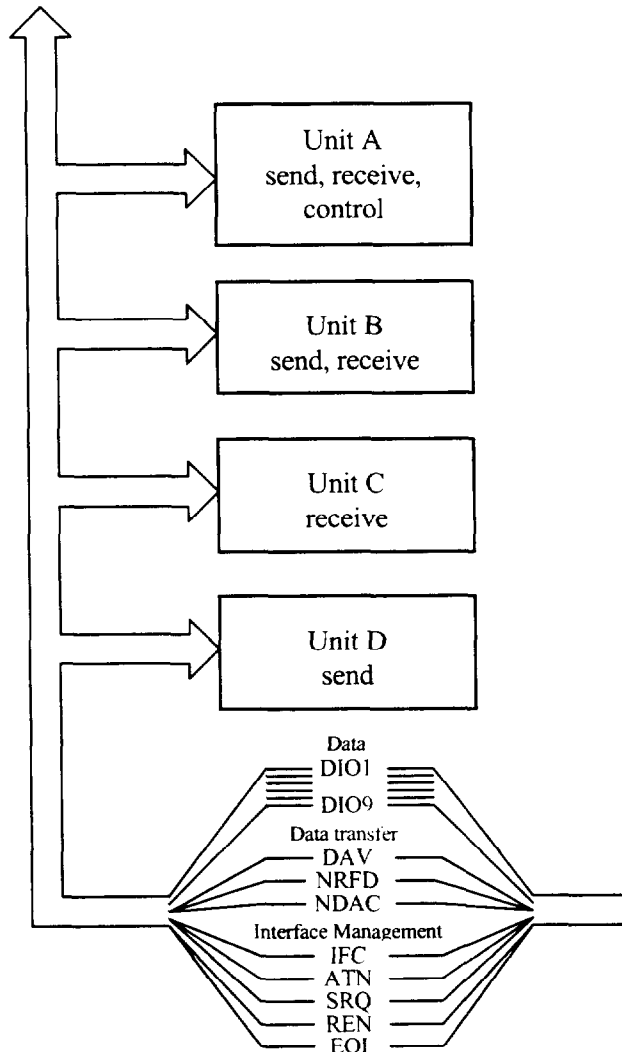 Unit A
send, receive,
control
Unit B
send, receive
Unit C
receive
Unit D
send
Data
DIO1
DIO9
Data transfer
DAV
NRFD
NDAC
Interface Management
IFC
ATN
SRQ
REN
EOI